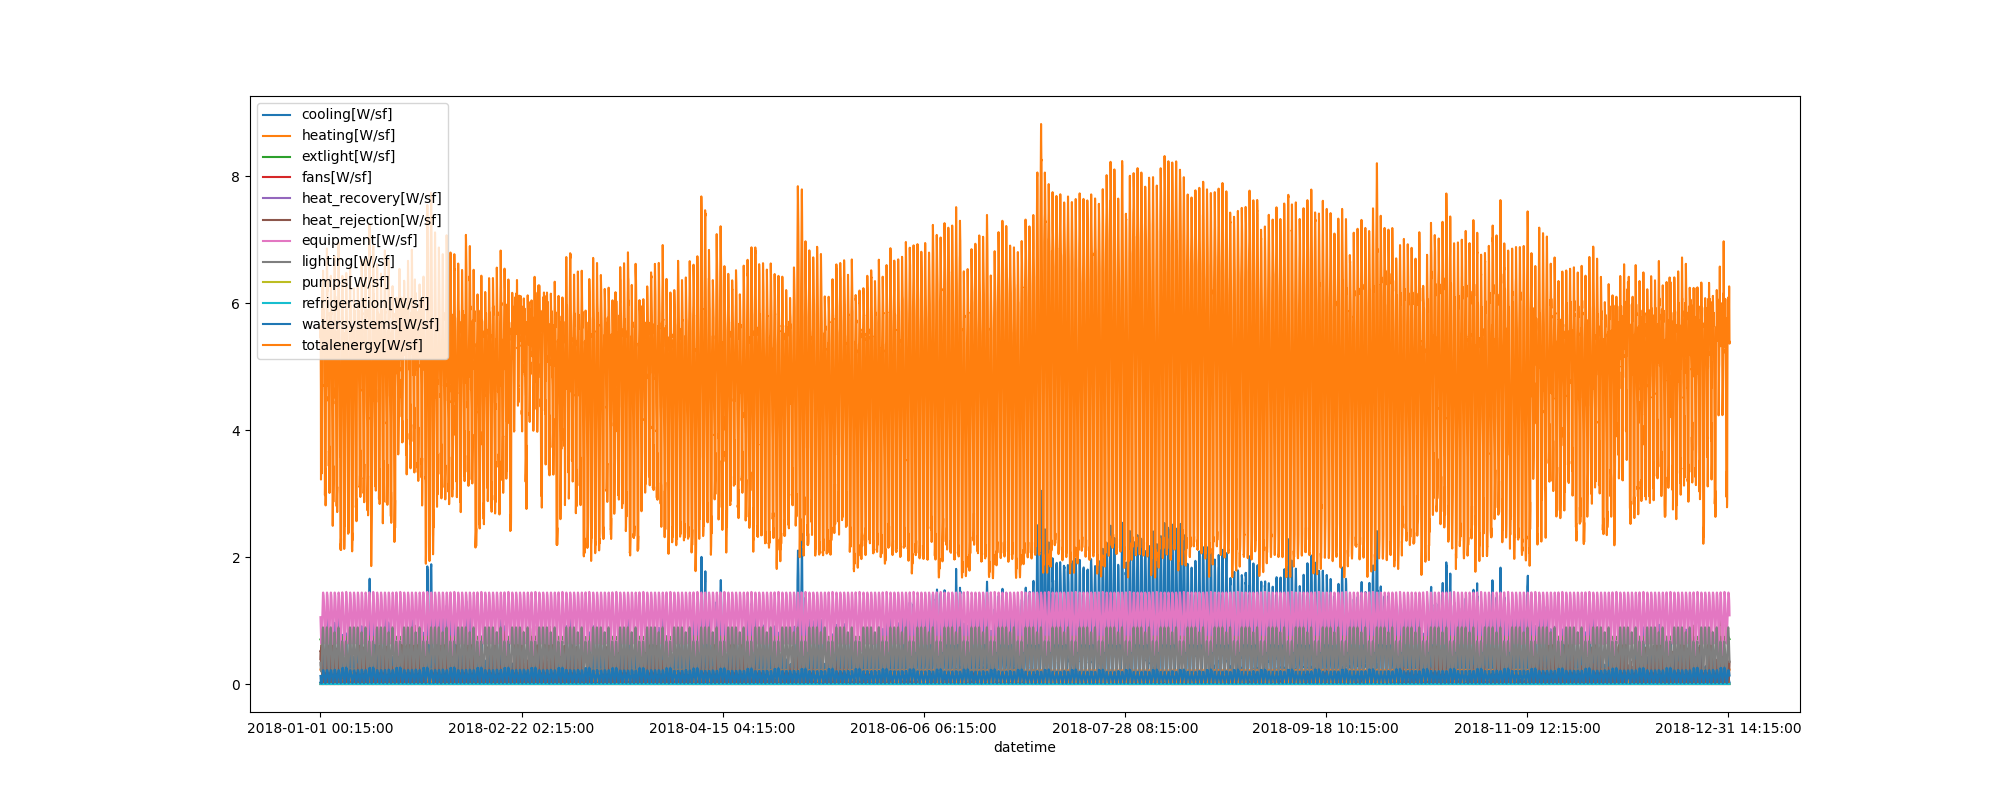 cooling[W/sf]
heating[W/sf]
extlight[W/sf]
fans[W/sf]
heat_recovery[W/sf]
heat_rejection[W/sf]
equipment[W/sf]
lighting[W/sf]
pumps[W/sf]
refrigeration[W/sf]
watersystems[W/sf]
totalenergy[W/sf]
8
6
4
2
0
2018-01-01 00:15:00 2018-02-22 02:15:00 2018-04-15 04:15:00 2018-06-06 06:15:00 2018-07-28 08:15:00 2018-09-18 10:15:00 2018-11-09 12:15:00 2018-12-31 14:15:00
datetime